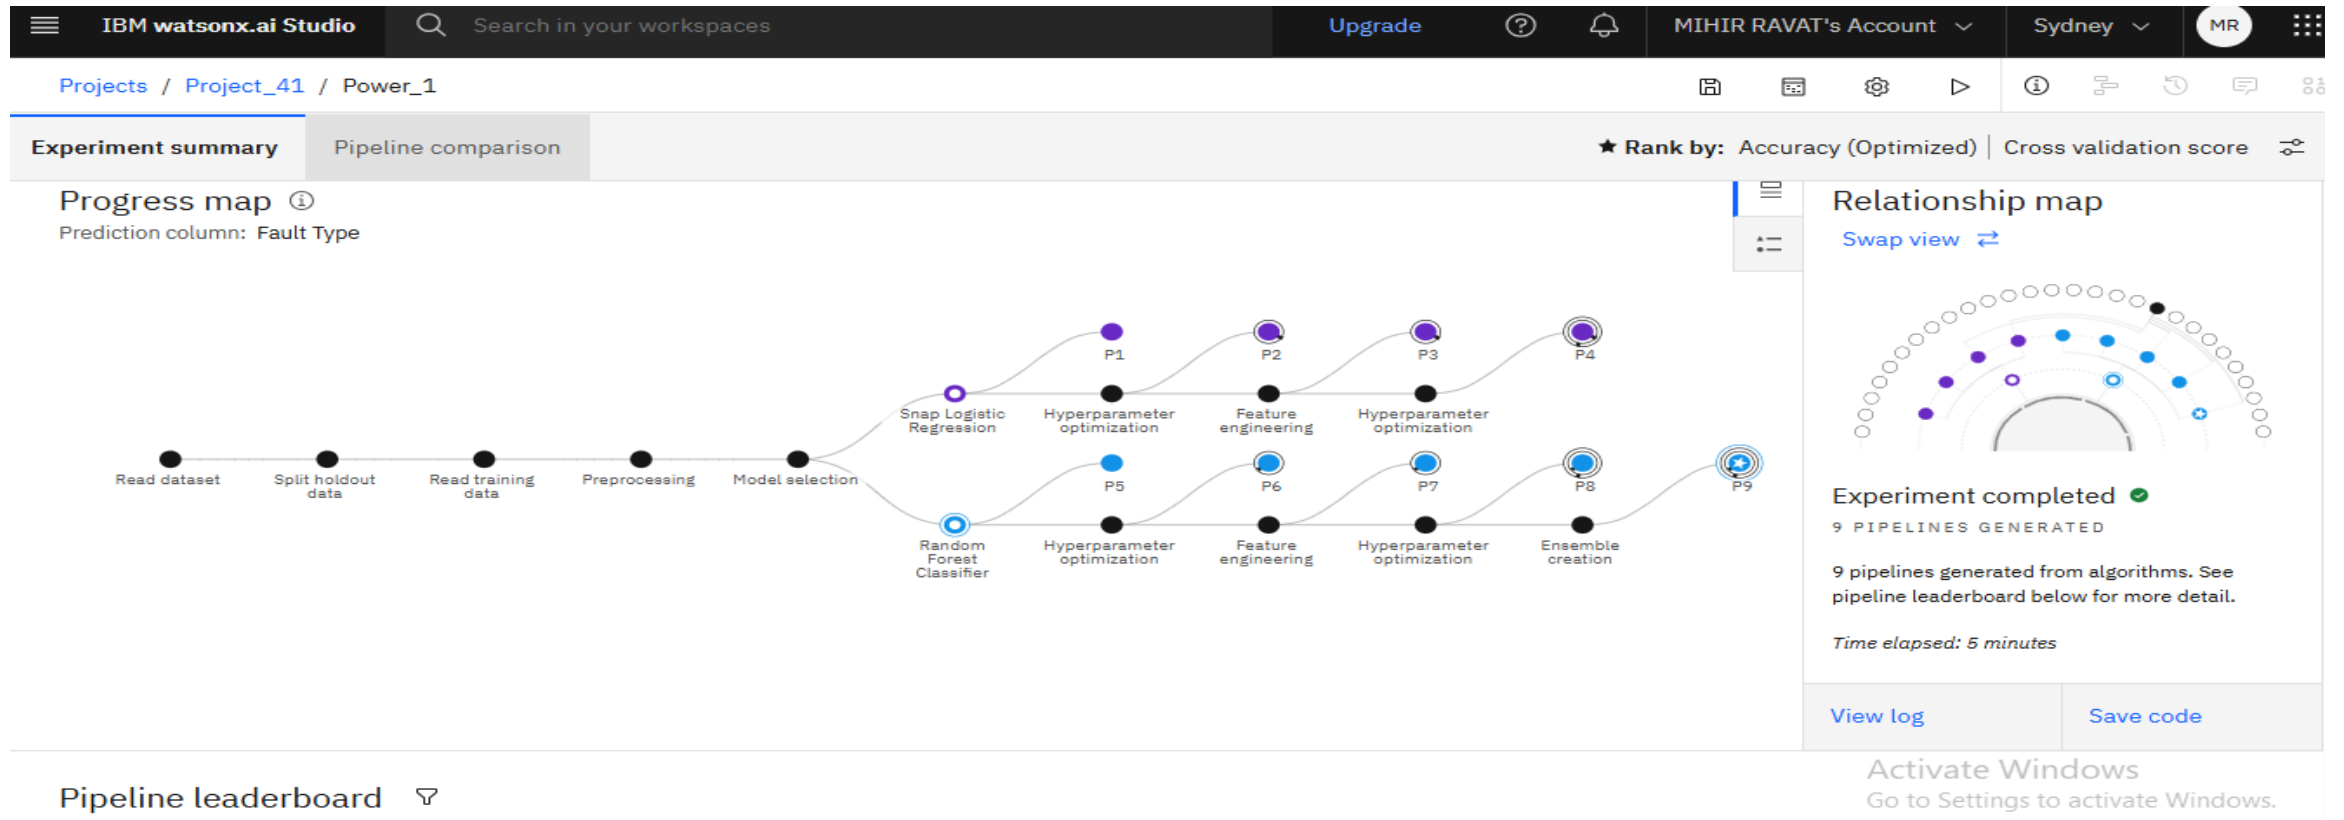 IBM watsonx.ai Studio
Search in your workspaces
Upgrade
MIHIR RAVAT's Account
Sydney
MR
Projects / Project_41 / Power_1
Experiment summary
Pipeline comparison
Rank by: Accuracy (Optimized) | Cross validation score
Progress map
Prediction column: Fault Type
P1
P2
P3
P4
Snap Logistic
Regression
Hyperparameter
optimization
Feature
engineering
Hyperparameter
optimization
Read dataset
Split holdout
data
Read training
data
Preprocessing
Model selection
P5
P6
P7
P8
P9
Random
Forest
Classifier
Hyperparameter
optimization
Feature
engineering
Hyperparameter
optimization
Ensemble
creation
Relationship map
Swap view
Experiment completed
9 PIPELINES GENERATED
9 pipelines generated from algorithms. See
pipeline leaderboard below for more detail.
Time elapsed: 5 minutes
View log
Save code
Pipeline leaderboard
Activate Windows
Go to Settings to activate Windows.